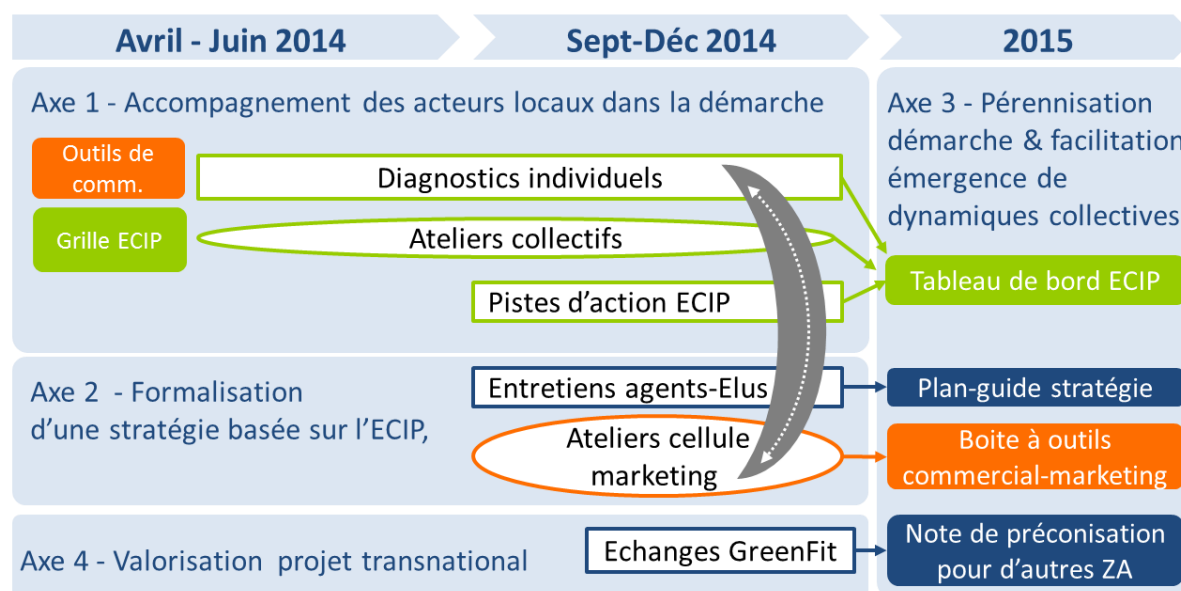 Avril - Juin 2014
Sept-Déc 2014
2015
Axe 1 - Accompagnement des acteurs locaux dans la démarche
Outils de
comm.
Diagnostics individuels
Grille ECIP
Ateliers collectifs
Pistes d'action ECIP
Axe 3 - Pérennisation
démarche & facilitation
émergence de
dynamiques collectives
Tableau de bord ECIP
Axe 2 - Formalisation
d'une stratégie basée sur l'ECIP,
Entretiens agents-Elus
Plan-guide stratégie
Ateliers cellule
marketing
Boite à outils
commercial-marketing
Axe 4 - Valorisation projet transnational
Echanges GreenFit
Note de préconisation
pour d'autres ZA